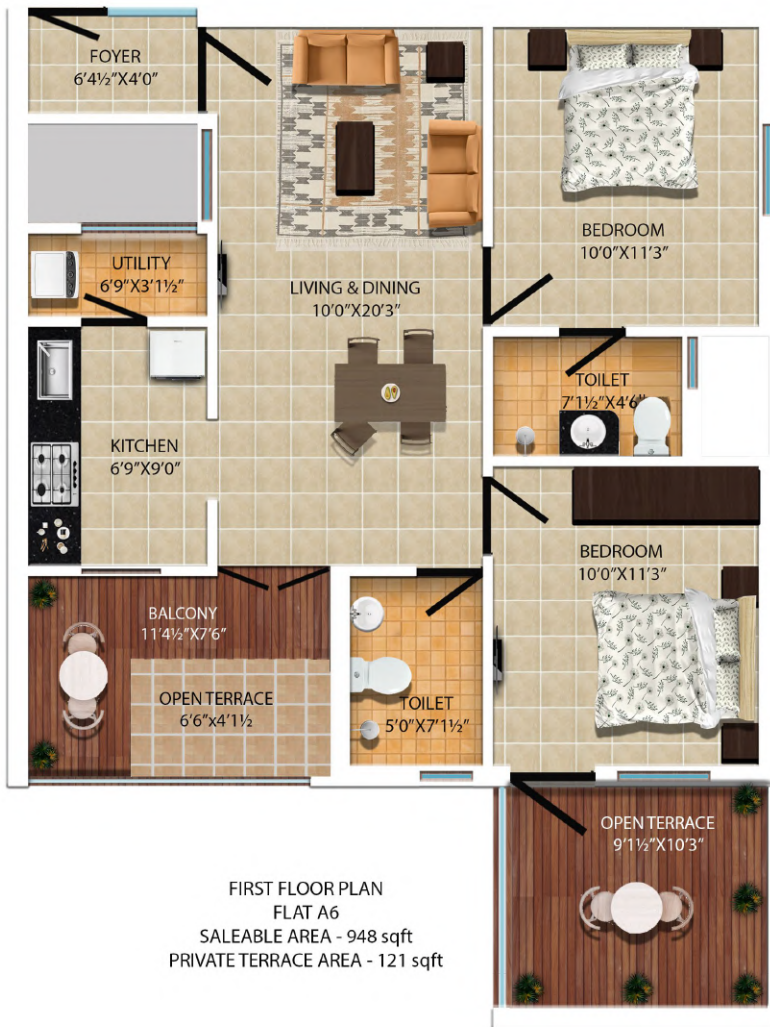 FOYER
6'4½"X4'0"
BEDROOM
10'0"X11'3"
UTILITY
6'9"X3'1½"
LIVING & DINING
10'0"X20'3"
TOILET
7'1½"X4'6"
KITCHEN
6'9"X9'0"
BEDROOM
10'0"X11'3"
BALCONY
11'4½"X7'6"
OPEN TERRACE
6'6"x4'1½
TOILET
5'0"X7'1½"
OPEN TERRACE
9'1½"X10'3"
FIRST FLOOR PLAN
FLAT A6
SALEABLE AREA - 948 sqft
PRIVATE TERRACE AREA - 121 sqft